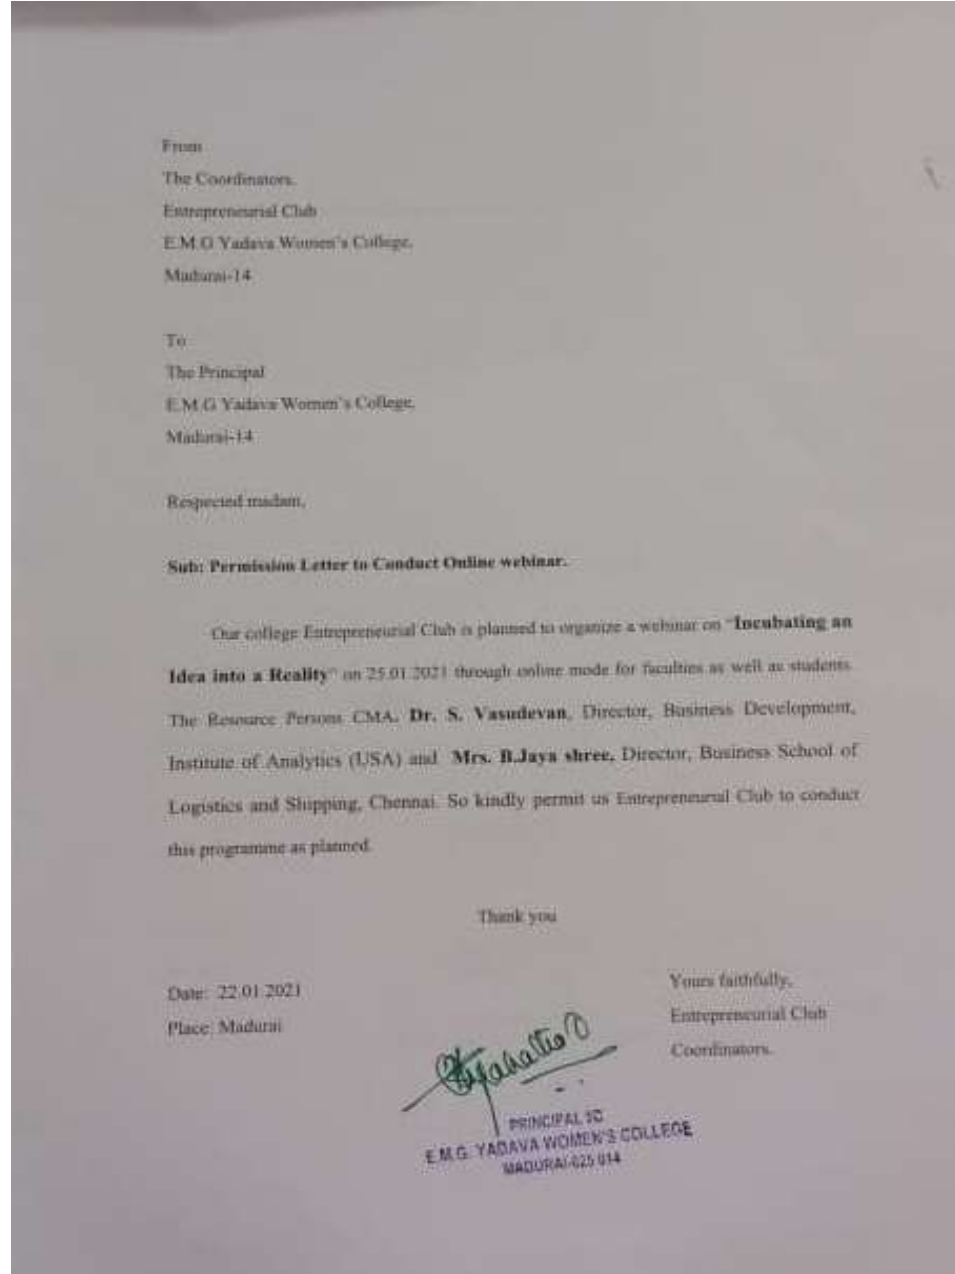 From
The Coordinators,
Entrepreneurial Club
E.M.G Yadava Women's College,
Madurai-14
To
The Principal
E.M.G Yadava Women's College,
Madurai-14
Respected madam,
Sub: Permission Letter to Conduct Online webinar.
Our college Entrepreneurial Club is planned to organize a webinar on "Incubating an
Idea into a Reality" on 25.01.2021 through online mode for faculties as well as students.
The Resource Persons CMA. Dr. S. Vasudevan, Director, Business Development,
Institute of Analytics (USA) and Mrs. B.Jaya shree, Director, Business School of
Logistics and Shipping, Chennai. So kindly permit us Entrepreneurial Club to conduct
this programme as planned.
Thank you
Date: 22.01.2021
Place: Madurai
Yours faithfully,
Entrepreneurial Club
Coordinators.
PRINCIPAL
E.M.G. YADAVA WOMEN'S COLLEGE
MADURAI-625 014